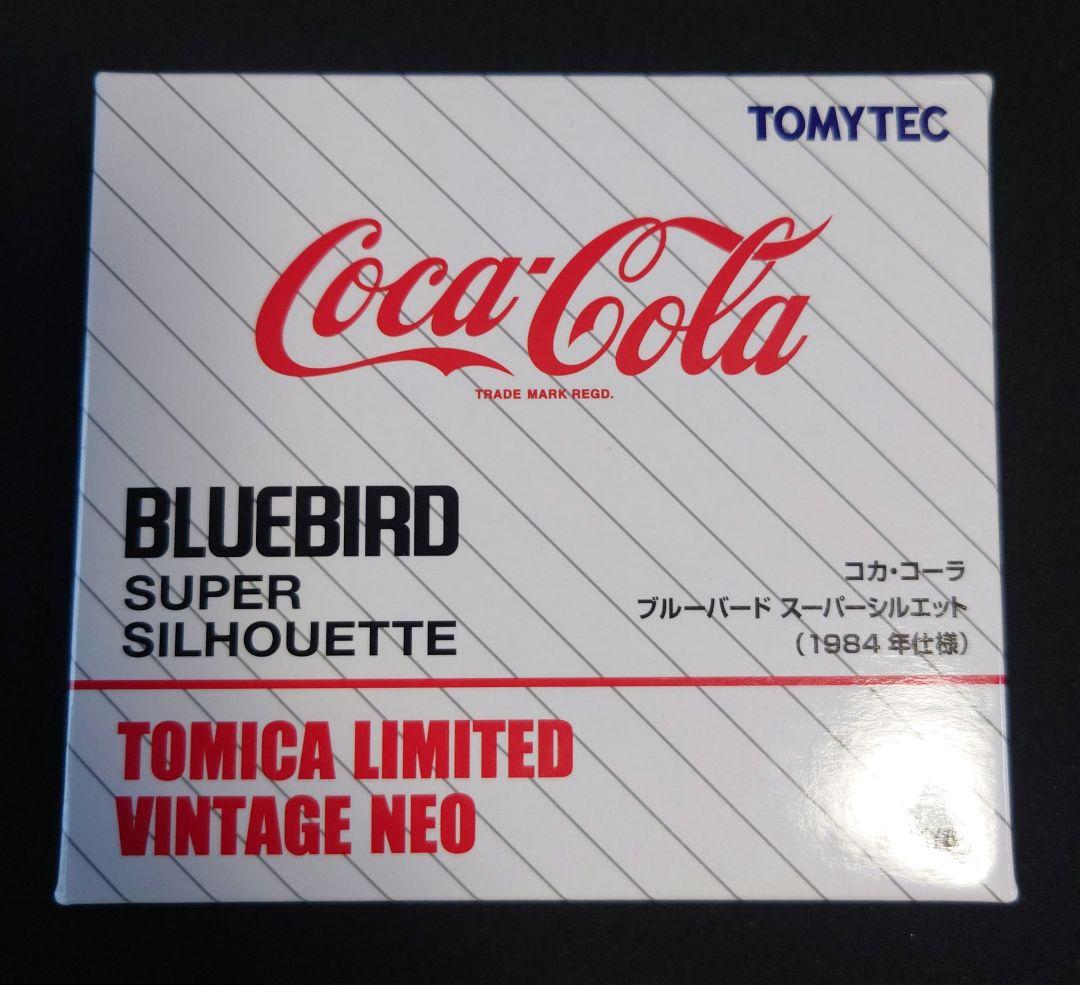 TOMYTEC
Coca-Cola
TRADE MARK REGD.
BLUEBIRD
SUPER
SILHOUETTE
コカ・コーラ
ブルーバード スーパーシルエット
（1984 年仕様）
TOMICA LIMITED
VINTAGE NEO